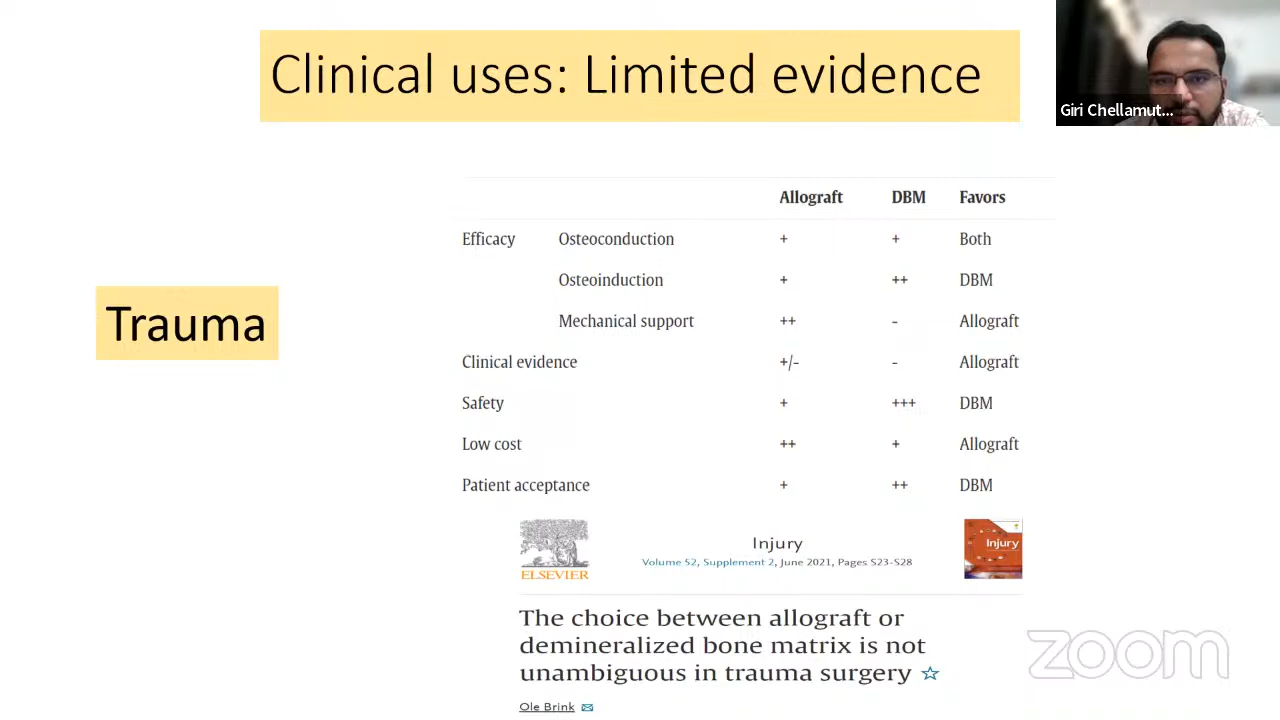 Clinical uses: Limited evidence
Giri Chellamut...
Allograft DBM Favors
Efficacy Osteoconduction + + Both
Osteoinduction + ++ DBM
Mechanical support ++ - Allograft
Clinical evidence +/- - Allograft
Safety + +++ DBM
Low cost ++ + Allograft
Patient acceptance + ++ DBM
Trauma
ELSEVIER
Injury
Volume 52, Supplement 2, June 2021, Pages S23-S28
Injury
The choice between allograft or
demineralized bone matrix is not
unambiguous in trauma surgery ☆
Ole Brink
zoom